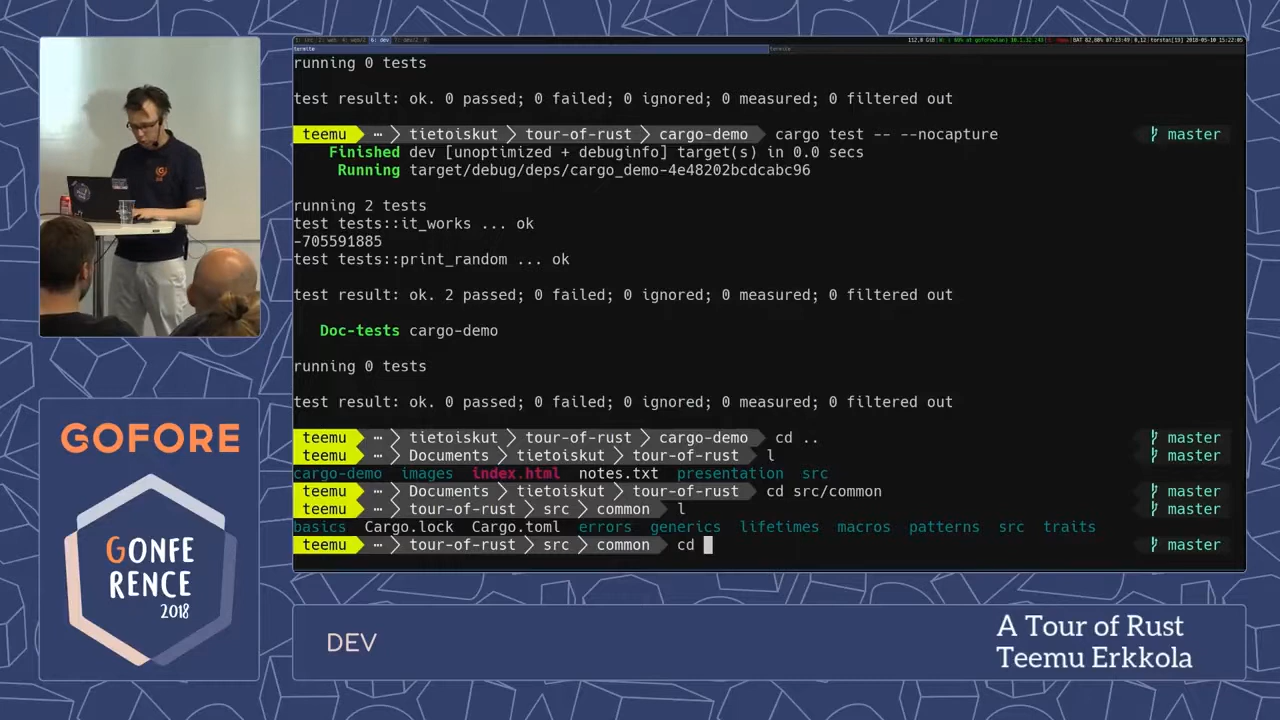 termite
termite
running 0 tests
test result: ok. 0 passed; 0 failed; 0 ignored; 0 measured; 0 filtered out
teemu ⋯ tietoiskut tour-of-rust cargo-demo cargo test -- --nocapture master
Finished dev [unoptimized + debuginfo] target(s) in 0.0 secs
Running target/debug/deps/cargo_demo-4e48202bcdcabc96
running 2 tests
test tests::it_works ... ok
-705591885
test tests::print_random ... ok
test result: ok. 2 passed; 0 failed; 0 ignored; 0 measured; 0 filtered out
Doc-tests cargo-demo
running 0 tests
test result: ok. 0 passed; 0 failed; 0 ignored; 0 measured; 0 filtered out
teemu ⋯ tietoiskut tour-of-rust cargo-demo cd .. master
teemu ⋯ Documents tietoiskut tour-of-rust l master
cargo-demo images index.html notes.txt presentation src
teemu ⋯ Documents tietoiskut tour-of-rust cd src/common master
teemu ⋯ tour-of-rust src common l master
basics Cargo.lock Cargo.toml errors generics lifetimes macros patterns src traits
teemu ⋯ tour-of-rust src common cd master
GOFORE
GONFE
RENCE
2018
DEV
A Tour of Rust
Teemu Erkkola